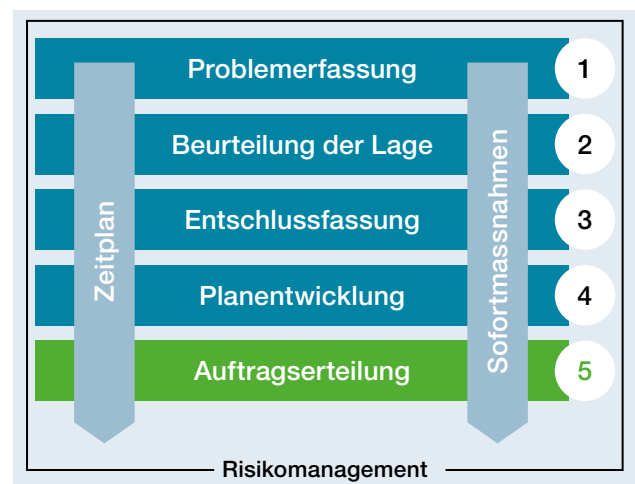 Problemerfassung 1
Beurteilung der Lage 2
Entschlussfassung 3
Planentwicklung 4
Auftragserteilung 5
Zeitplan
Sofortmassnahmen
Risikomanagement